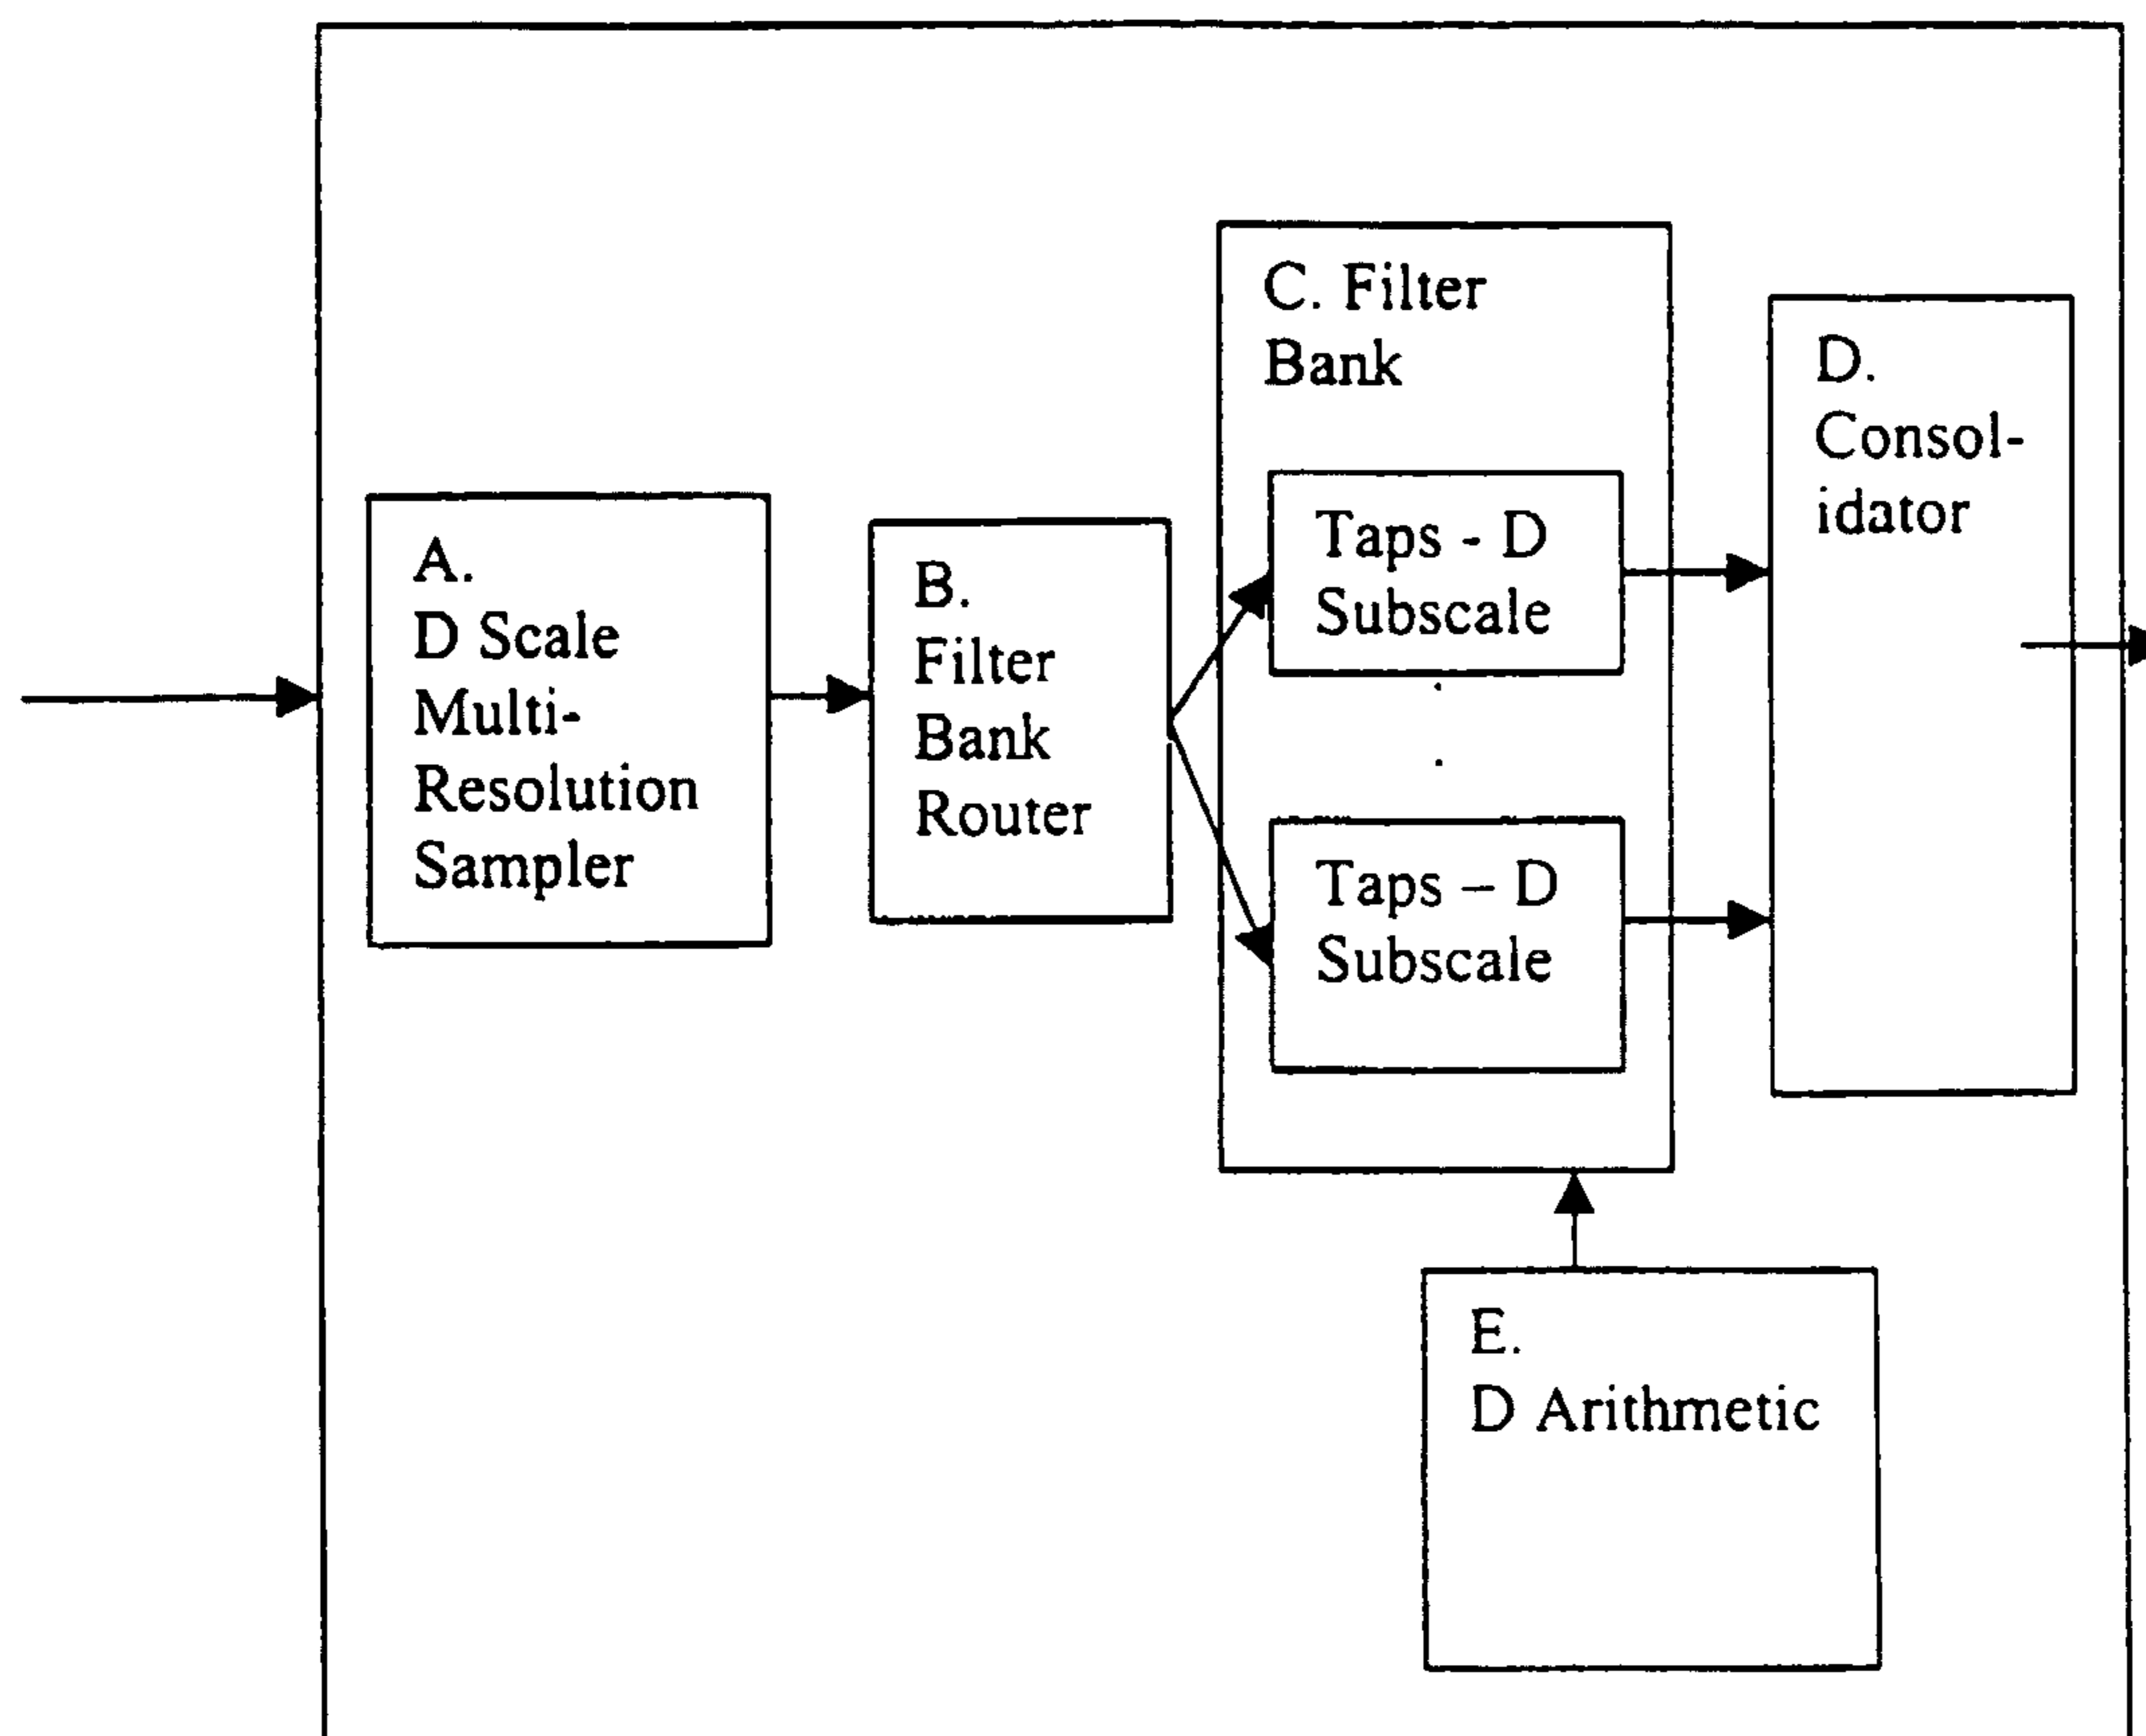 A.
D Scale
Multi-
Resolution
Sampler
B.
Filter
Bank
Router
C. Filter
Bank
Taps - D
Subscale
Taps – D
Subscale
D.
Consol-
idator
E.
D Arithmetic